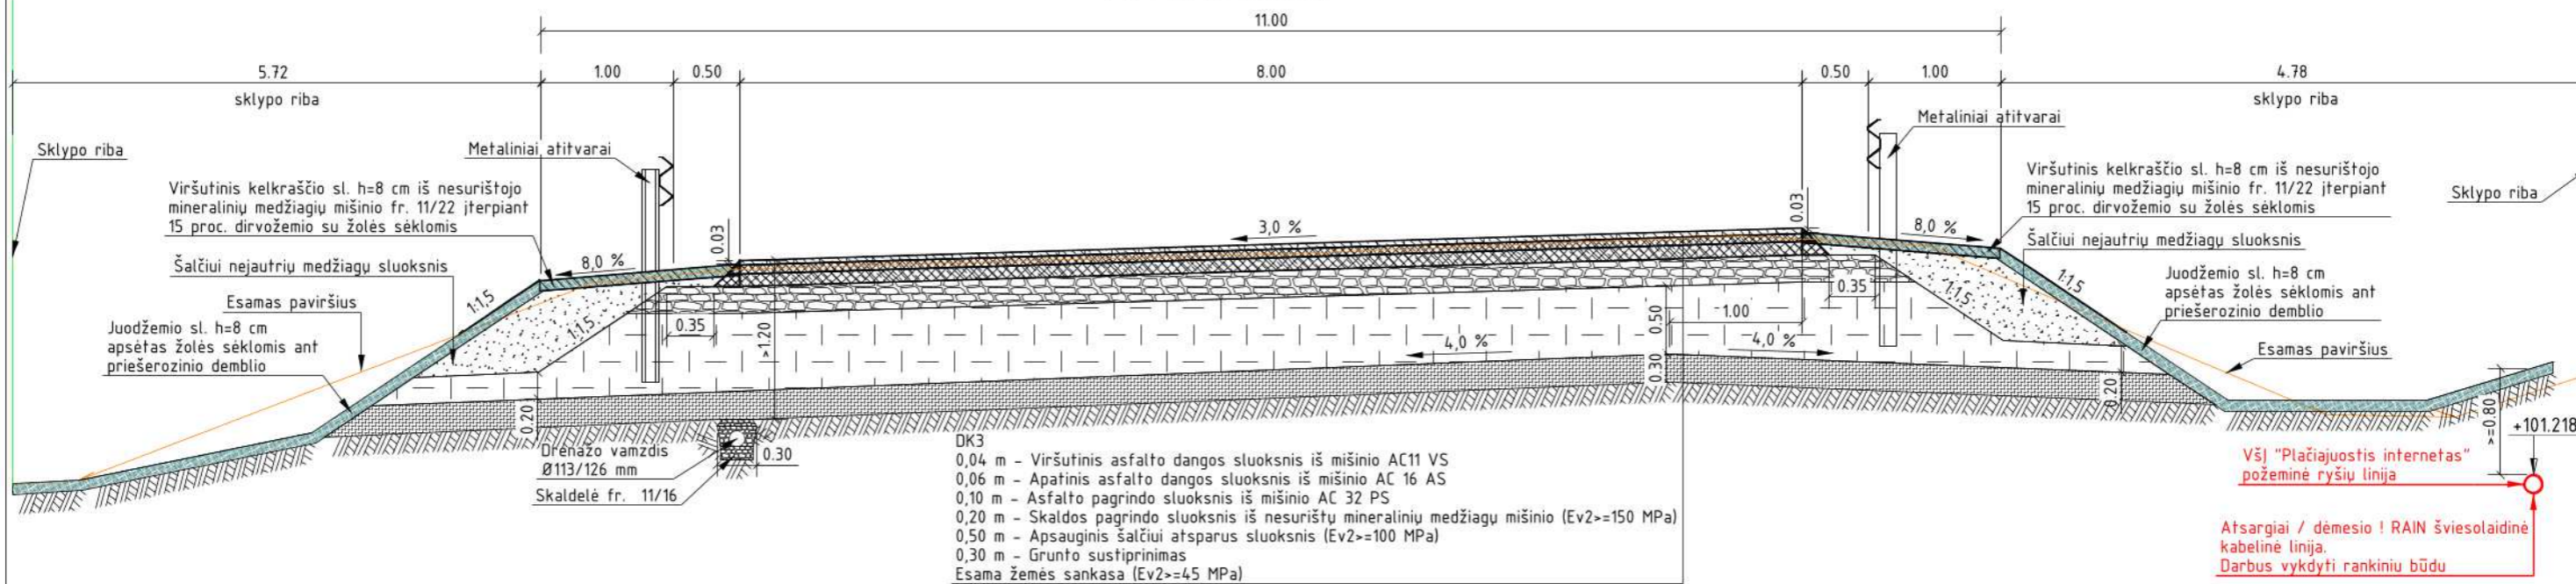 11.00
5.72
1.00
0.50
8.00
0.50
1.00
4.78
sklypo riba
sklypo riba
Sklypo riba
Metaliniai atitvarai
Metaliniai atitvarai
Viršutinis kelkraščio sl. h=8 cm iš nesurištojo
mineralinių medžiagų mišinio fr. 11/22 įterpiant
15 proc. dirvožemio su žolės sėklomis
Viršutinis kelkraščio sl. h=8 cm iš nesurištojo
mineralinių medžiagų mišinio fr. 11/22 įterpiant
15 proc. dirvožemio su žolės sėklomis
Sklypo riba
0.03
3,0 %
0.03
8,0 %
8,0 %
Šalčiui nejautrių medžiagų sluoksnis
Šalčiui nejautrių medžiagų sluoksnis
Esamas paviršius
1:1,5
1:1,5
Juodžemio sl. h=8 cm
apsėtas žolės sėklomis ant
priešerozinio demblio
Juodžemio sl. h=8 cm
apsėtas žolės sėklomis ant
priešerozinio demblio
1:1,5
0.35
>1.20
4,0 %
0.50
1.00
4,0 %
0.35
1:1,5
Esamas paviršius
0.30
0.20
0.20
>=0.80
+101.218
Drenažo vamzdis
Ø113/126 mm
0.30
Skaldelė fr. 11/16
DK3
0,04 m - Viršutinis asfalto dangos sluoksnis iš mišinio AC11 VS
0,06 m - Apatinis asfalto dangos sluoksnis iš mišinio AC 16 AS
0,10 m - Asfalto pagrindo sluoksnis iš mišinio AC 32 PS
0,20 m - Skaldos pagrindo sluoksnis iš nesurištų mineralinių medžiagų mišinio (Ev2>=150 MPa)
0,50 m - Apsauginis šalčiui atsparus sluoksnis (Ev2>=100 MPa)
0,30 m - Grunto sustiprinimas
Esama žemės sankasa (Ev2>=45 MPa)
VšĮ "Plačiajuostis internetas"
požeminė ryšių linija
Atsargiai / dėmesio ! RAIN šviesolaidinė
kabelinė linija.
Darbus vykdyti rankiniu būdu